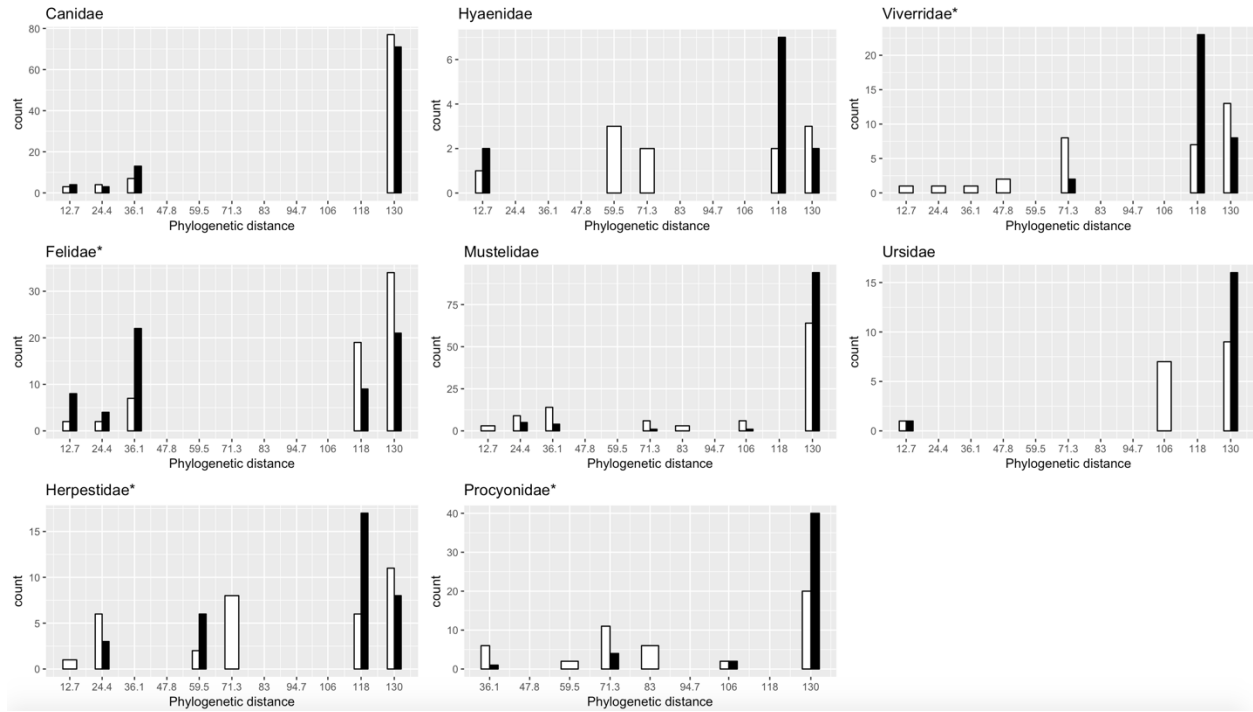 Canidae
80
60
40
20
0
count
12.7 24.4 36.1 47.8 59.5 71.3 83 94.7 106 118 130
Phylogenetic distance
Hyaenidae
6
4
2
0
count
12.7 24.4 36.1 47.8 59.5 71.3 83 94.7 106 118 130
Phylogenetic distance
Viverridae*
20
15
10
5
0
count
12.7 24.4 36.1 47.8 59.5 71.3 83 94.7 106 118 130
Phylogenetic distance
Felidae*
30
20
10
0
count
12.7 24.4 36.1 47.8 59.5 71.3 83 94.7 106 118 130
Phylogenetic distance
Mustelidae
75
50
25
0
count
12.7 24.4 36.1 47.8 59.5 71.3 83 94.7 106 118 130
Phylogenetic distance
Ursidae
15
10
5
0
count
12.7 24.4 36.1 47.8 59.5 71.3 83 94.7 106 118 130
Phylogenetic distance
Herpestidae*
15
10
5
0
count
12.7 24.4 36.1 47.8 59.5 71.3 83 94.7 106 118 130
Phylogenetic distance
Procyonidae*
40
30
20
10
0
count
36.1 47.8 59.5 71.3 83 94.7 106 118 130
Phylogenetic distance